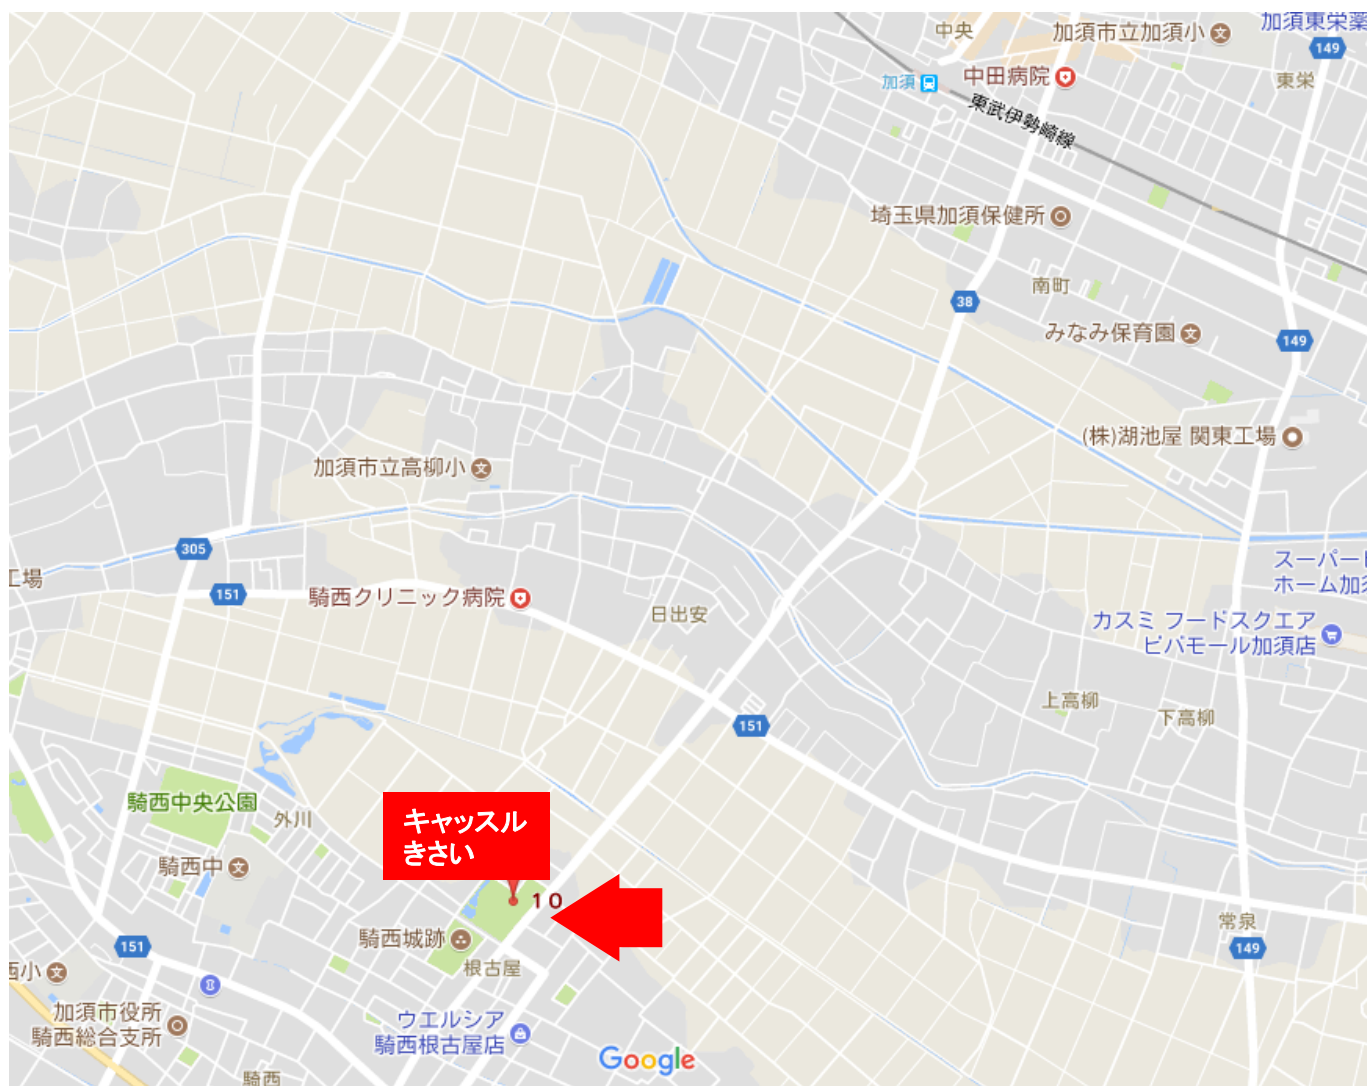 中央
加須市立加須小
加須東栄薬
149
加須
中田病院
東栄
東武伊勢崎線
埼玉県加須保健所
南町
38
みなみ保育園
149
(株)湖池屋 関東工場
加須市立高柳小
305
工場
151
騎西クリニック病院
日出安
スーパー
ホーム加
カスミ フードスクエア
ビバモール加須店
上高柳
下高柳
151
騎西中央公園
外川
キャッスル
きさい
騎西中
10
騎西城跡
根古屋
常泉
149
151
西小
加須市役所
騎西総合支所
ウエルシア
騎西根古屋店
Google
騎西